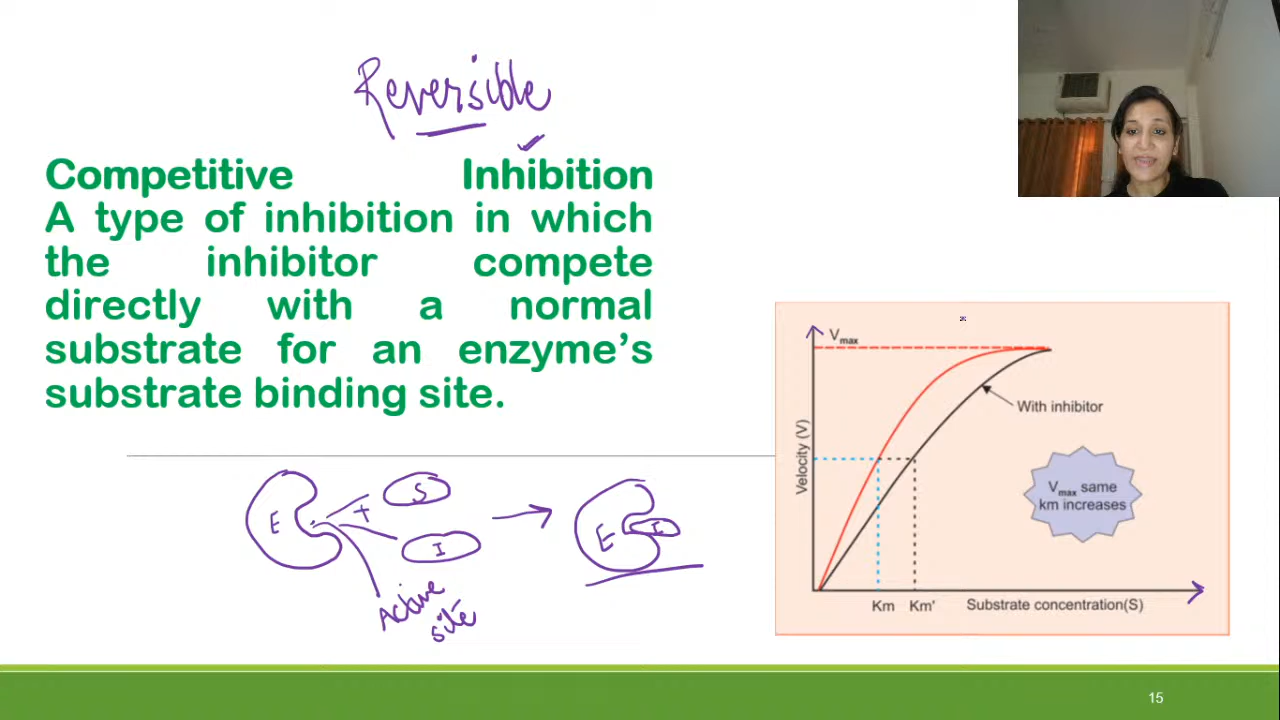 Reversible
Competitive Inhibition
A type of inhibition in which
the inhibitor compete
directly with a normal
substrate for an enzyme’s
substrate binding site.
E
+
S
I
Active
site
E
I
Vmax
Velocity (V)
With inhibitor
Vmax same
km increases
Km
Km'
Substrate concentration(S)
15